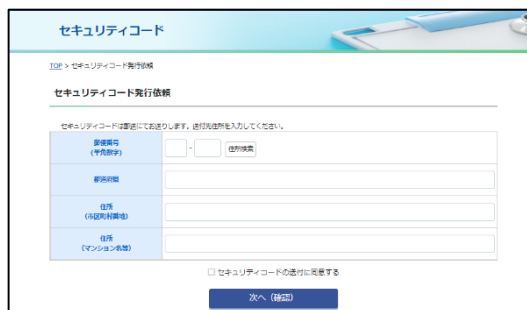 セキュリティコード
TOP > セキュリティコード発行依頼
セキュリティコード発行依頼
セキュリティコードは郵送にてお送りします。送付先住所を入力してください。
郵便番号
(半角数字)
-
住所検索
都道府県
住所
(市区町村番地)
住所
(マンション名等)
セキュリティコードの送付に同意する
次へ(確認)